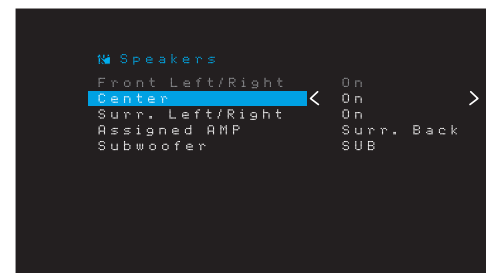 Speakers
Front Left/Right On
Center < On >
Surr. Left/Right On
Assigned AMP Surr. Back
Subwoofer SUB